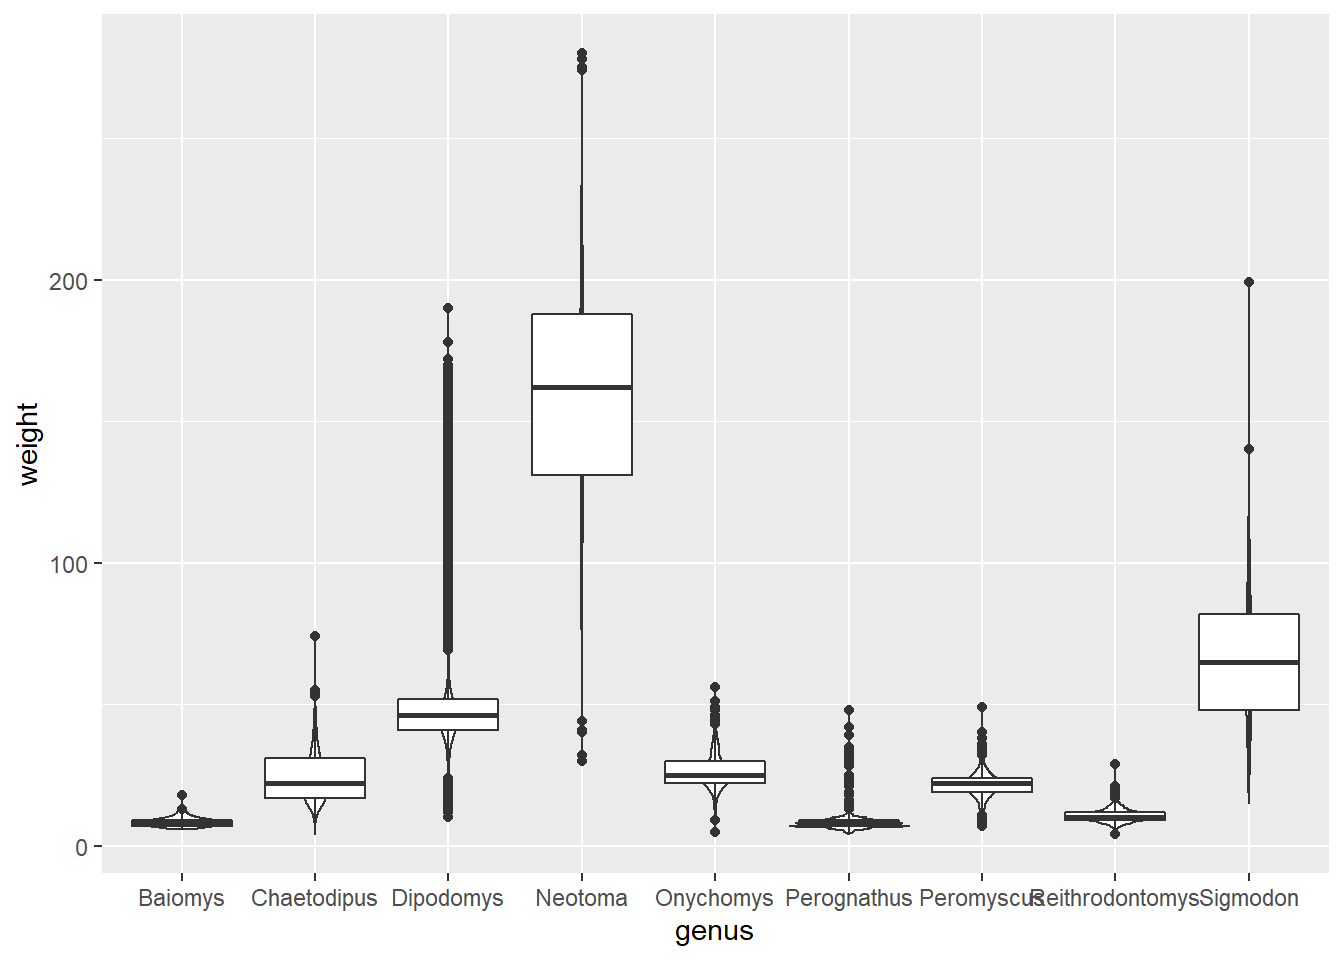 weight
200
100
0
Baiomys Chaetodipus Dipodomys Neotoma Onychomys Perognathus Peromyscus Reithrodontomys Sigmodon
genus